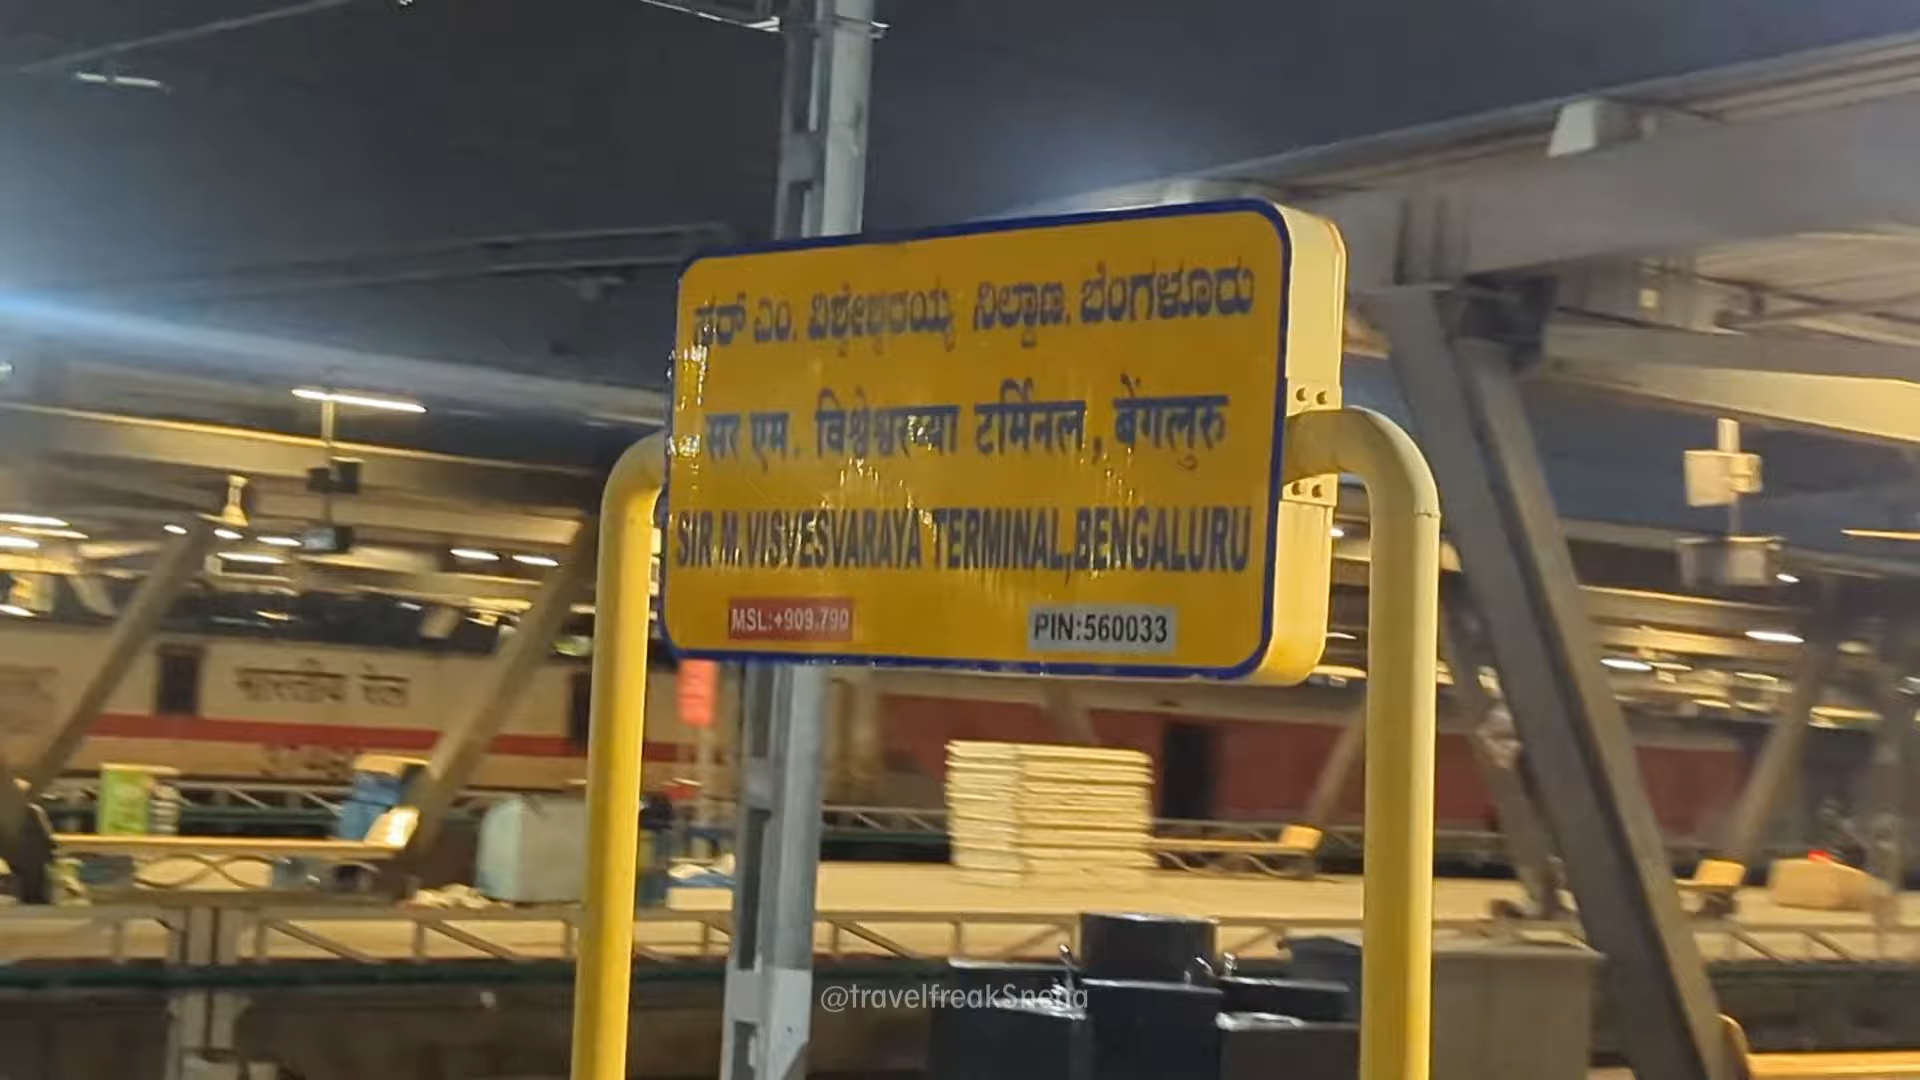 ಸರ್ ಎಂ. ವಿಶ್ವೇಶ್ವರಯ್ಯ ನಿಲ್ದಾಣ. ಬೆಂಗಳೂರು
सर एम. विश्वेश्वरय्या टर्मिनल, बेंगलुरु
SIR M.VISVESVARAYA TERMINAL,BENGALURU
MSL:+909.790 PIN:560033
भारतीय रेल
@travelfreakSneha